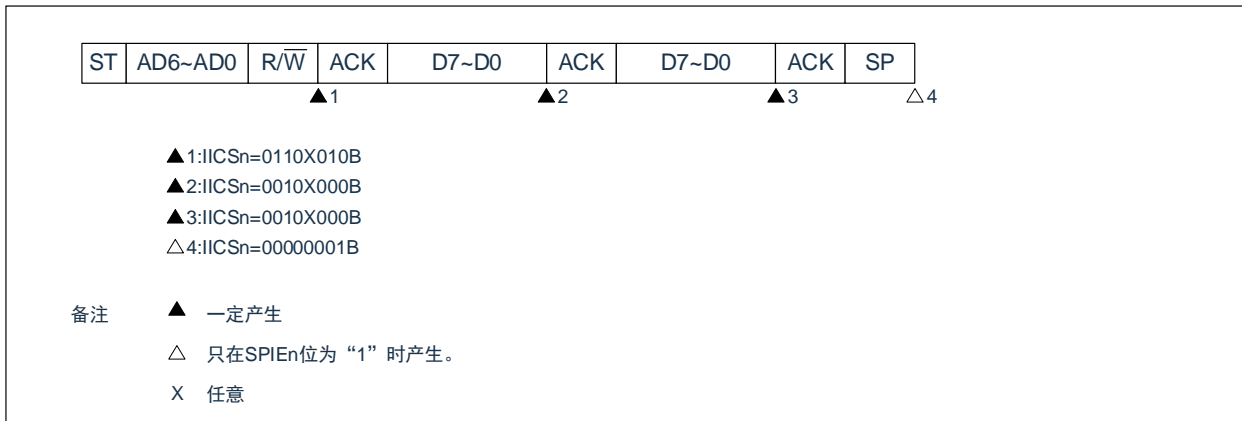 ST AD6~AD0 R/W̅ ACK D7~D0 ACK D7~D0 ACK SP
▲1 ▲2 ▲3 △4
▲1:IICSn=0110X010B
▲2:IICSn=0010X000B
▲3:IICSn=0010X000B
△4:IICSn=00000001B
备注 ▲ 一定产生
△ 只在SPIEn位为“1”时产生。
X 任意